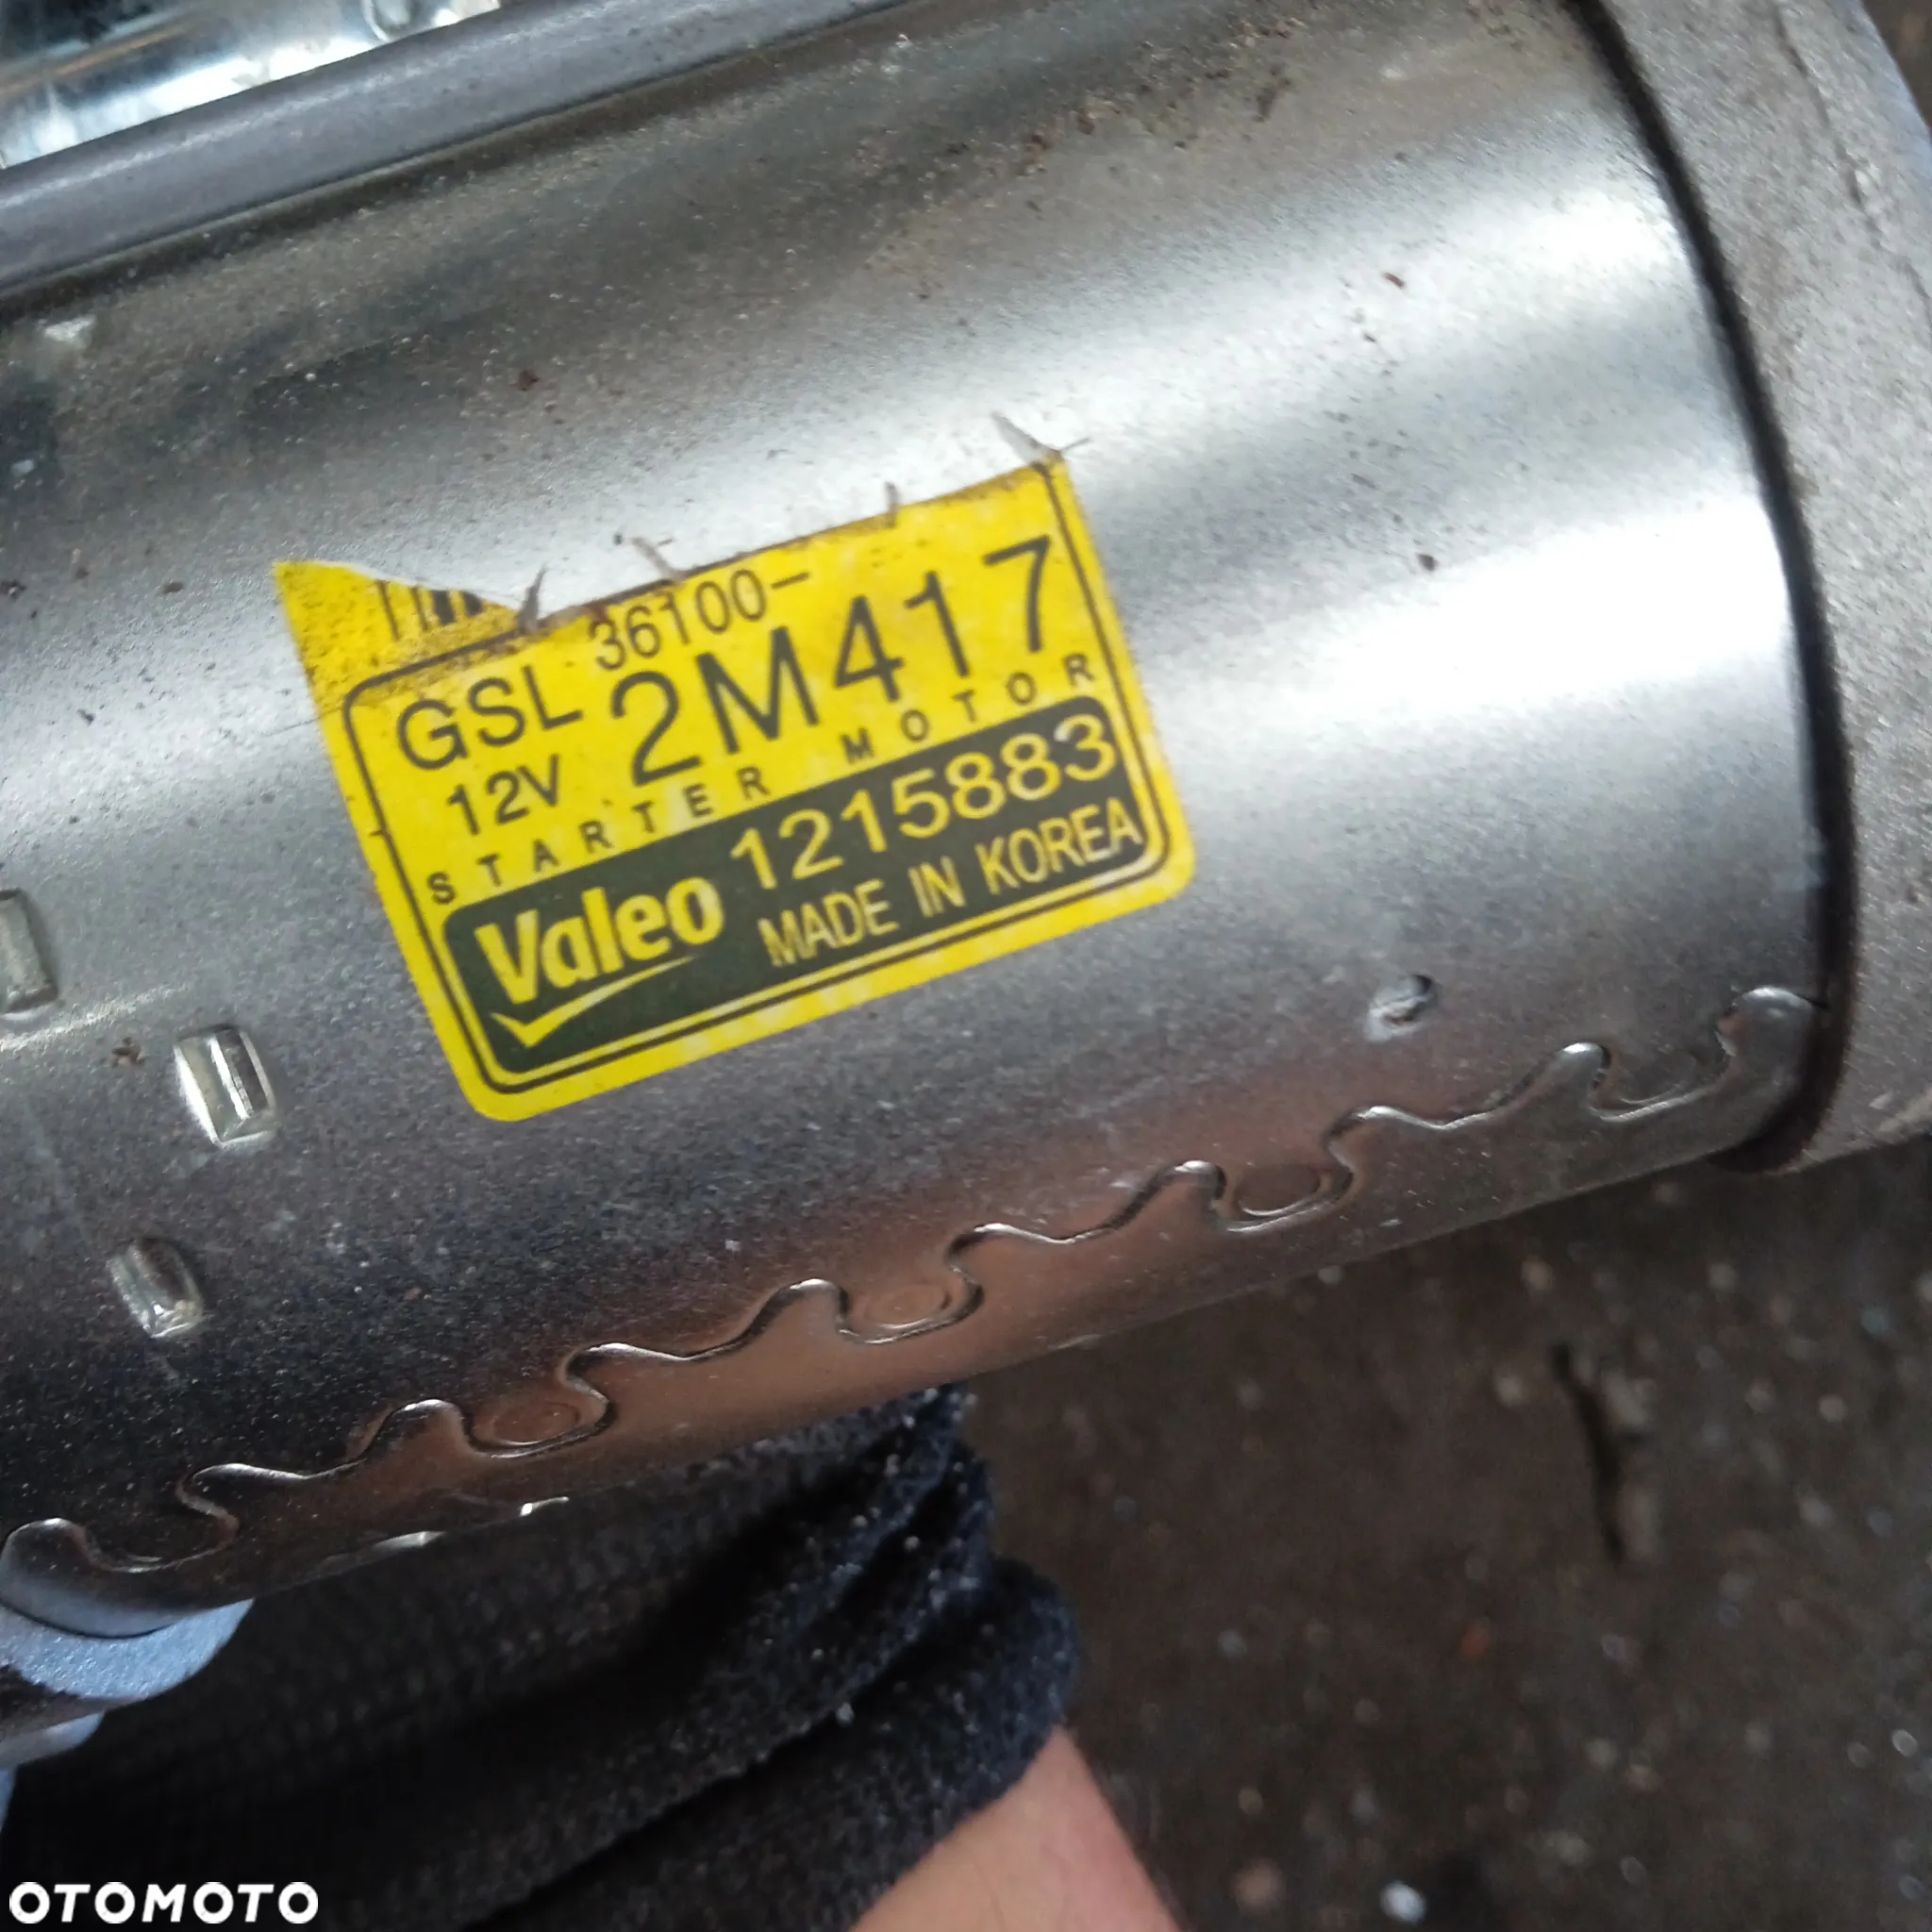 GSL 36100-
12V 2M417
STARTER MOTOR
Valeo 1215883
MADE IN KOREA
OTOMOTO